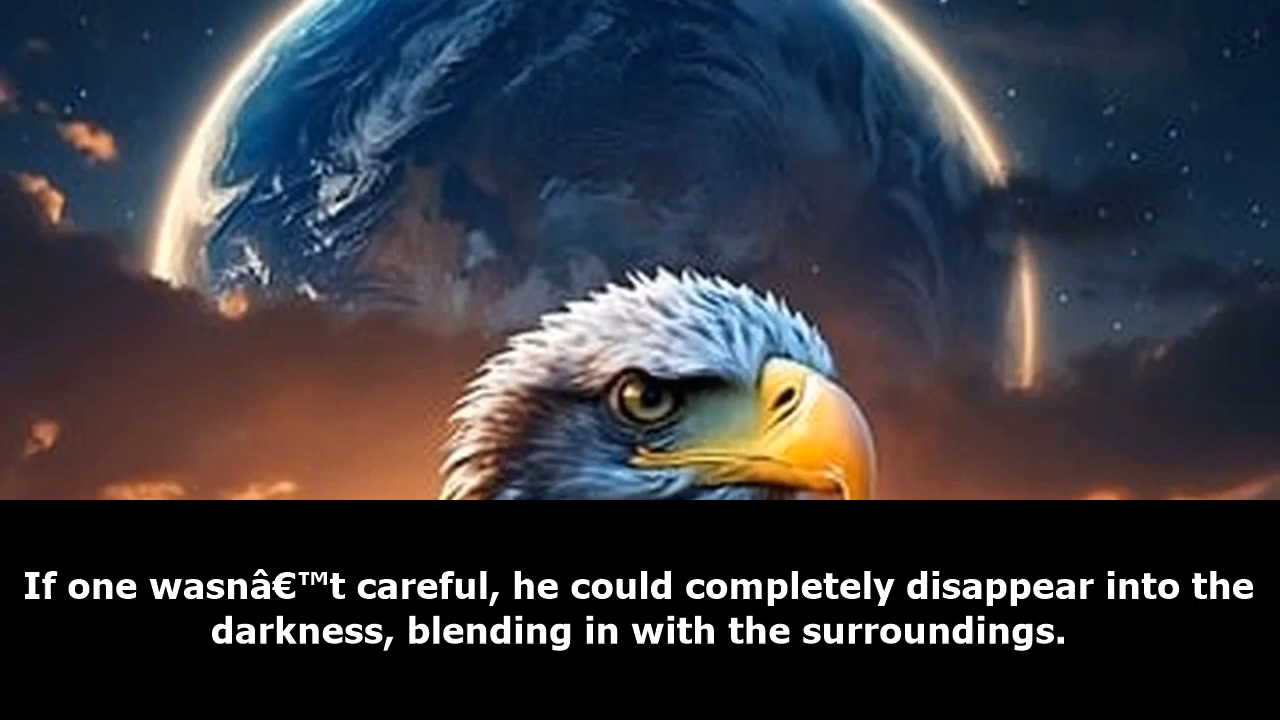 If one wasnâ€™t careful, he could completely disappear into the
darkness, blending in with the surroundings.